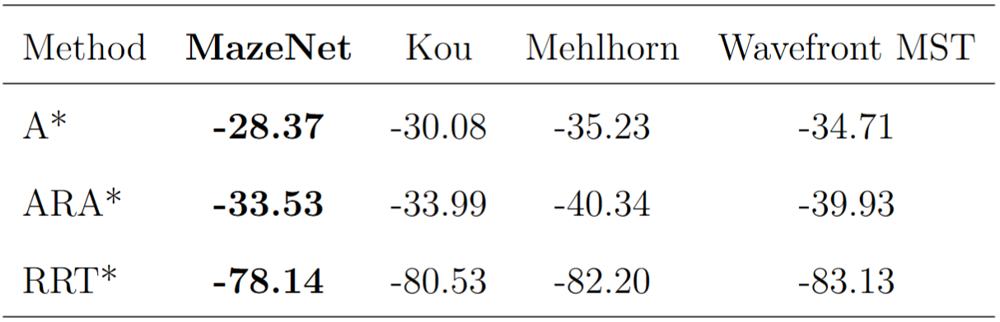 Method MazeNet Kou Mehlhorn Wavefront MST
A* -28.37 -30.08 -35.23 -34.71
ARA* -33.53 -33.99 -40.34 -39.93
RRT* -78.14 -80.53 -82.20 -83.13